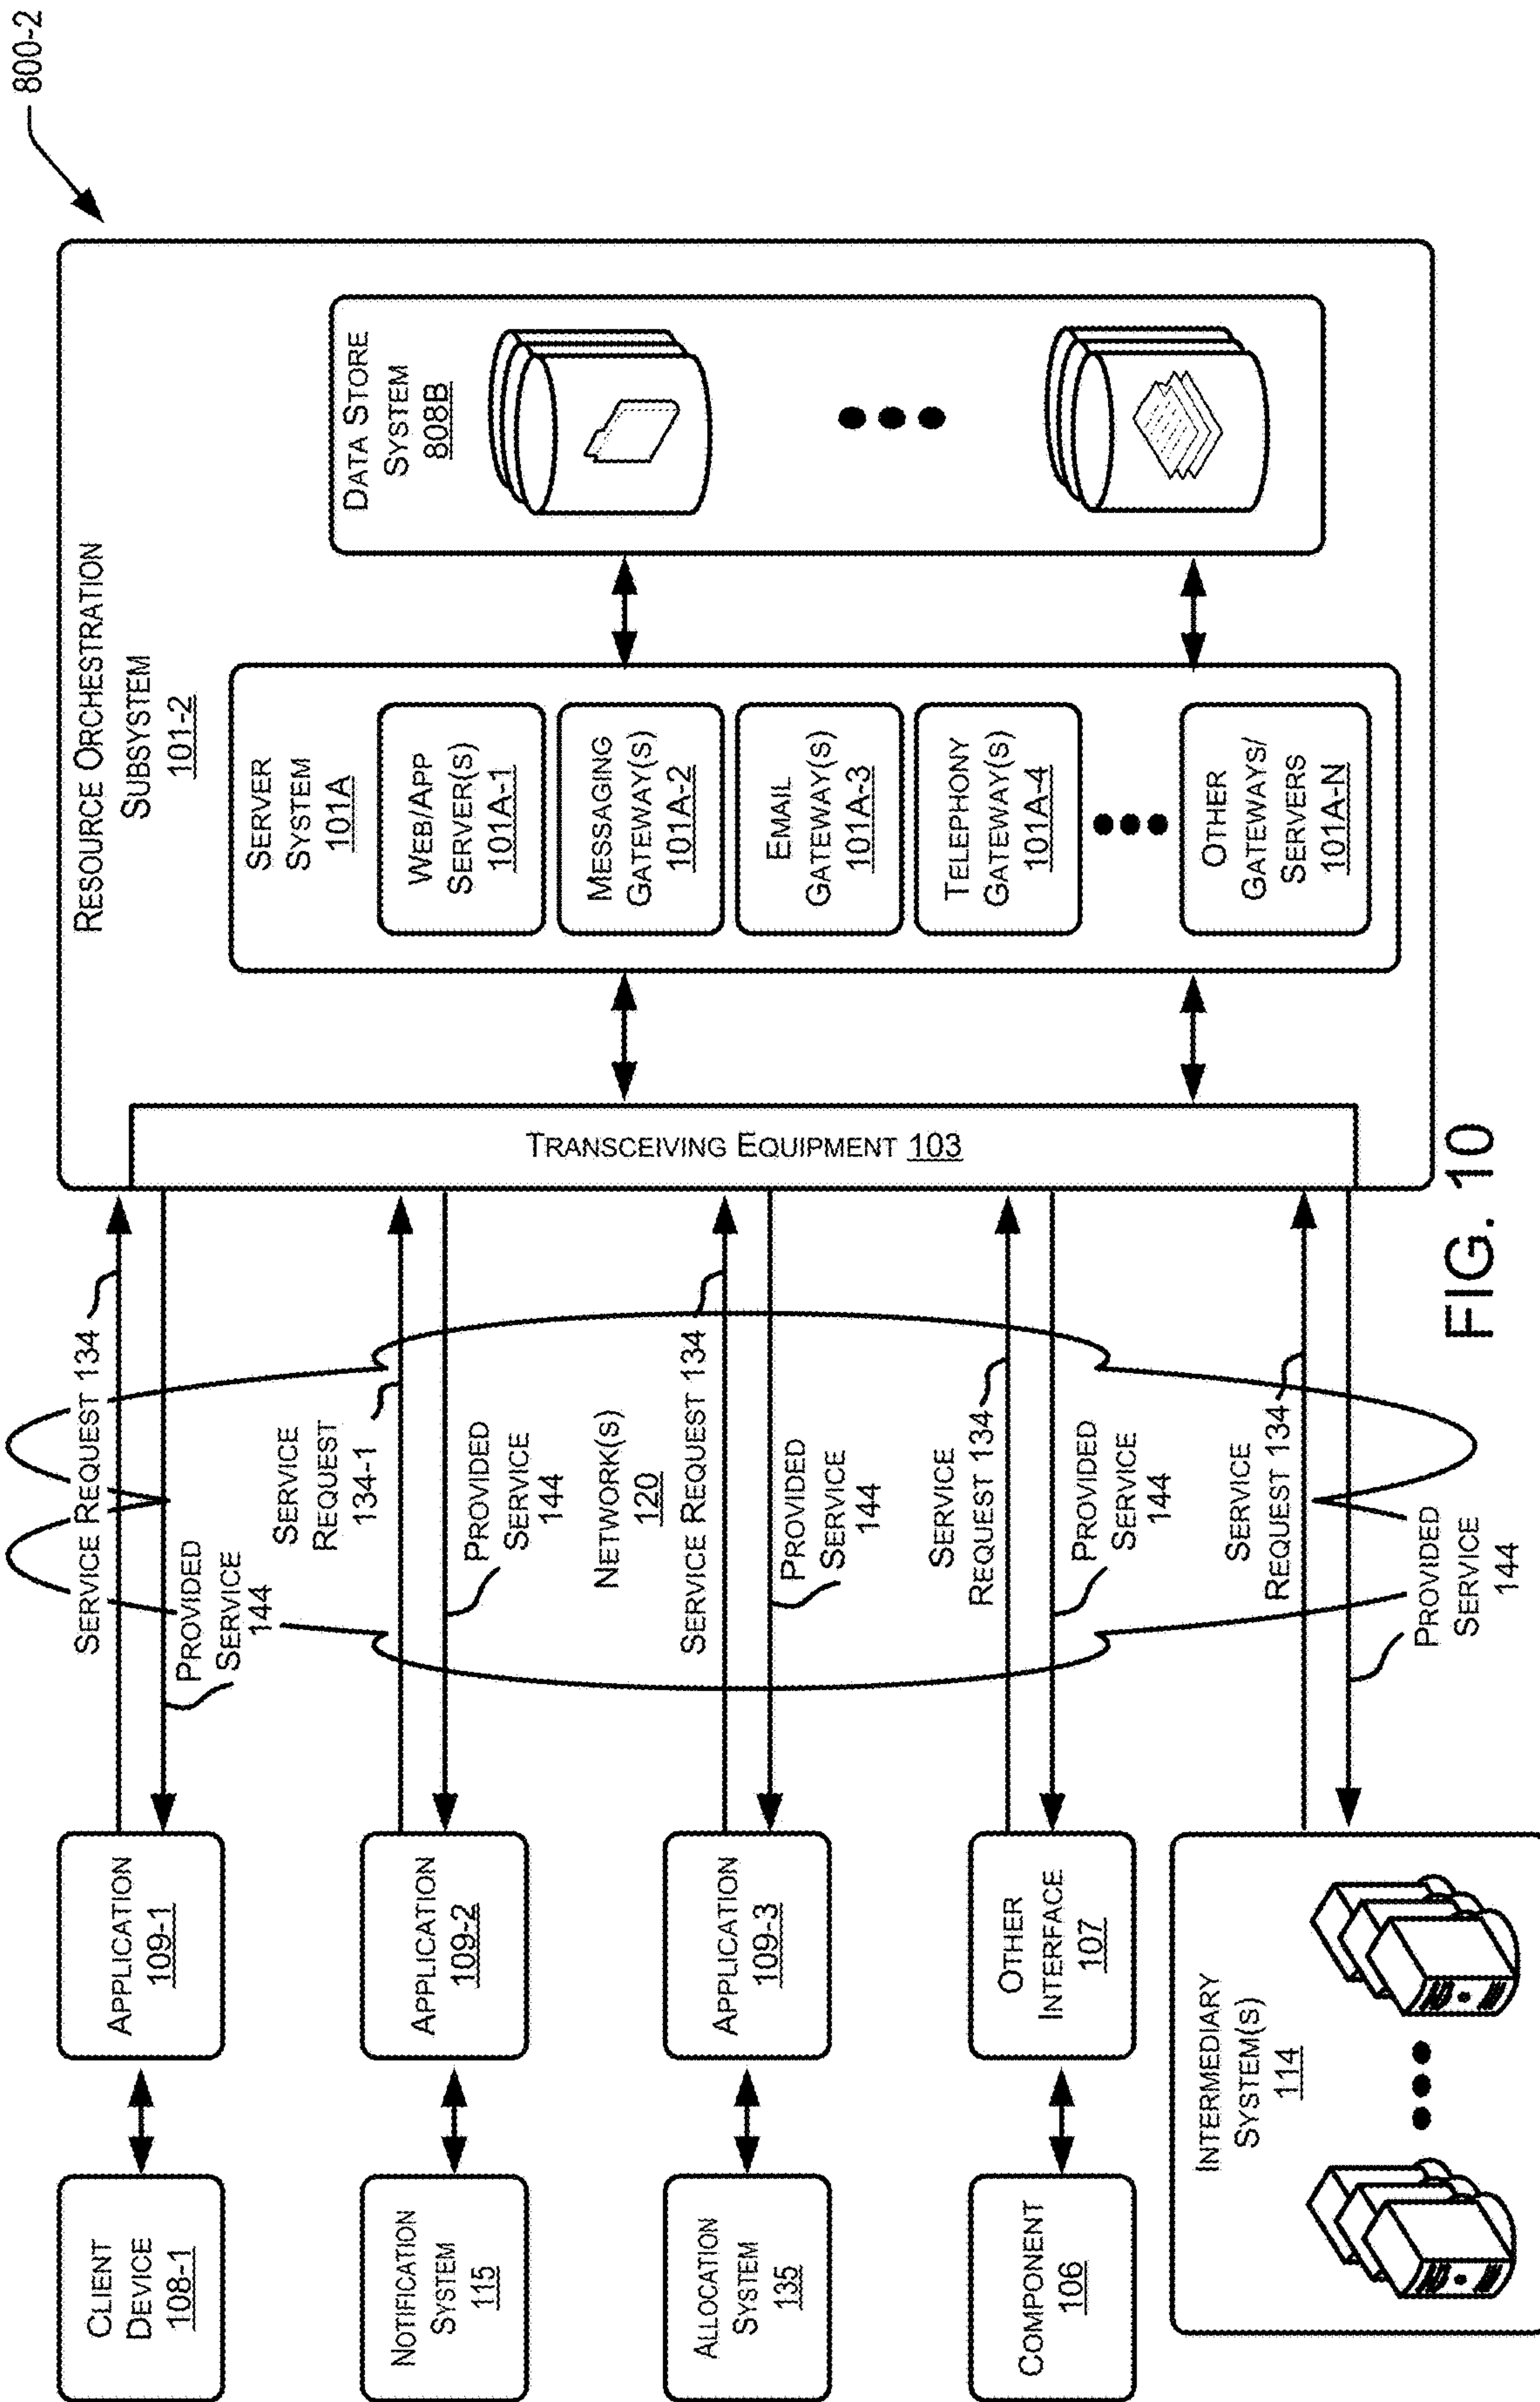 800-2
RESOURCE ORCHESTRATION
SUBSYSTEM
101-2
DATA STORE
SYSTEM
808B
SERVER
SYSTEM
101A
WEB/APP
SERVER(S)
101A-1
MESSAGING
GATEWAY(S)
101A-2
EMAIL
GATEWAY(S)
101A-3
TELEPHONY
GATEWAY(S)
101A-4
OTHER
GATEWAYS/
SERVERS
101A-N
TRANSCEIVING EQUIPMENT 103
SERVICE REQUEST 134
PROVIDED
SERVICE
144
SERVICE
REQUEST
134-1
PROVIDED
SERVICE
144
NETWORK(S)
120
SERVICE REQUEST 134
PROVIDED
SERVICE
144
SERVICE
REQUEST 134
PROVIDED
SERVICE
144
SERVICE
REQUEST 134
PROVIDED
SERVICE
144
APPLICATION
109-1
APPLICATION
109-2
APPLICATION
109-3
OTHER
INTERFACE
107
CLIENT
DEVICE
108-1
NOTIFICATION
SYSTEM
115
ALLOCATION
SYSTEM
135
COMPONENT
106
INTERMEDIARY
SYSTEM(S)
114
FIG. 10